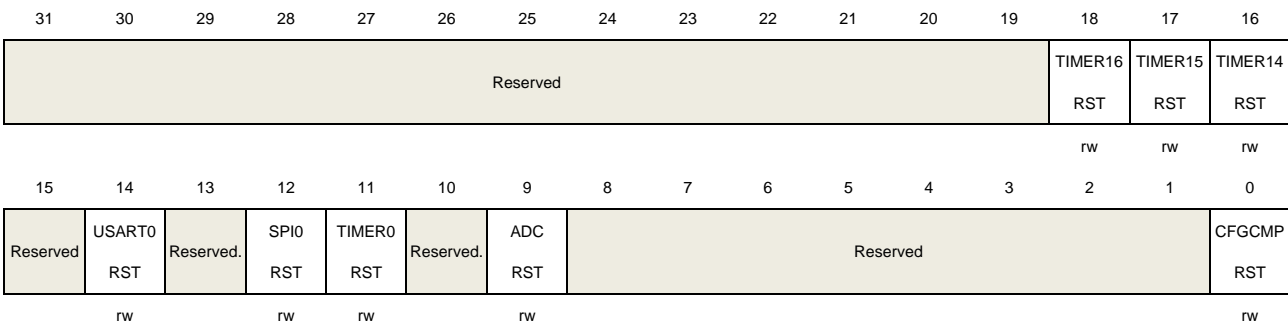 31 30 29 28 27 26 25 24 23 22 21 20 19 18 17 16
Reserved TIMER16 RST TIMER15 RST TIMER14 RST
rw rw rw
15 14 13 12 11 10 9 8 7 6 5 4 3 2 1 0
Reserved USART0 RST Reserved. SPI0 RST TIMER0 RST Reserved. ADC RST Reserved CFGCMP RST
rw rw rw rw rw